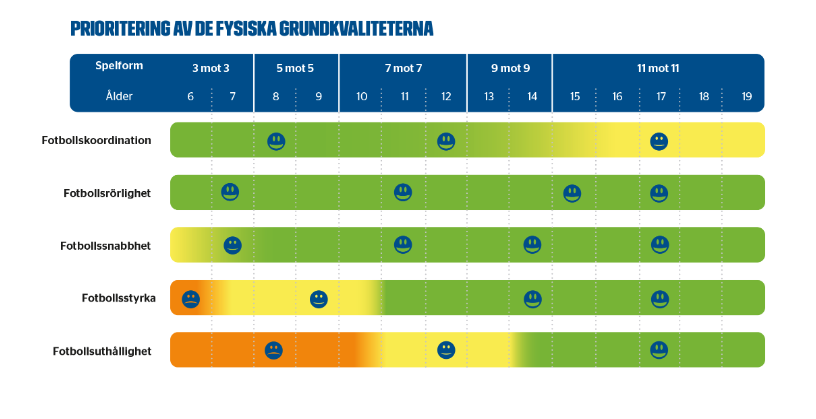 PRIORITERING AV DE FYSISKA GRUNDKVALITETERNA
Spelform 3 mot 3 5 mot 5 7 mot 7 9 mot 9 11 mot 11
Ålder 6 7 8 9 10 11 12 13 14 15 16 17 18 19
Fotbollskoordination
Fotbollsrörlighet
Fotbollssnabbhet
Fotbollsstyrka
Fotbollsuthållighet